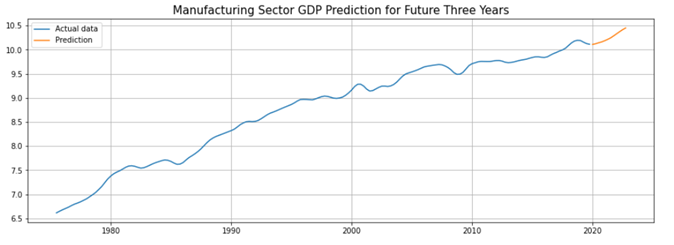 Manufacturing Sector GDP Prediction for Future Three Years
Actual data
Prediction
10.5
10.0
9.5
9.0
8.5
8.0
7.5
7.0
6.5
1980 1990 2000 2010 2020